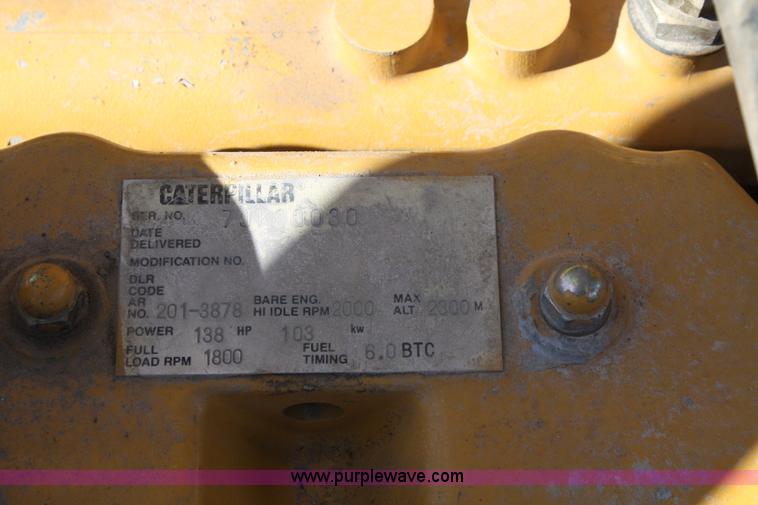 CATERPILLAR
SER. NO.
DATE
DELIVERED
MODIFICATION NO.
DLR
CODE
AR
NO. 201-3878 BARE ENG. HI IDLE RPM 2000 MAX ALT 2300 M
POWER 138 HP 103 kw
FULL
LOAD RPM 1800 FUEL TIMING 6.0 BTC
www.purplewave.com